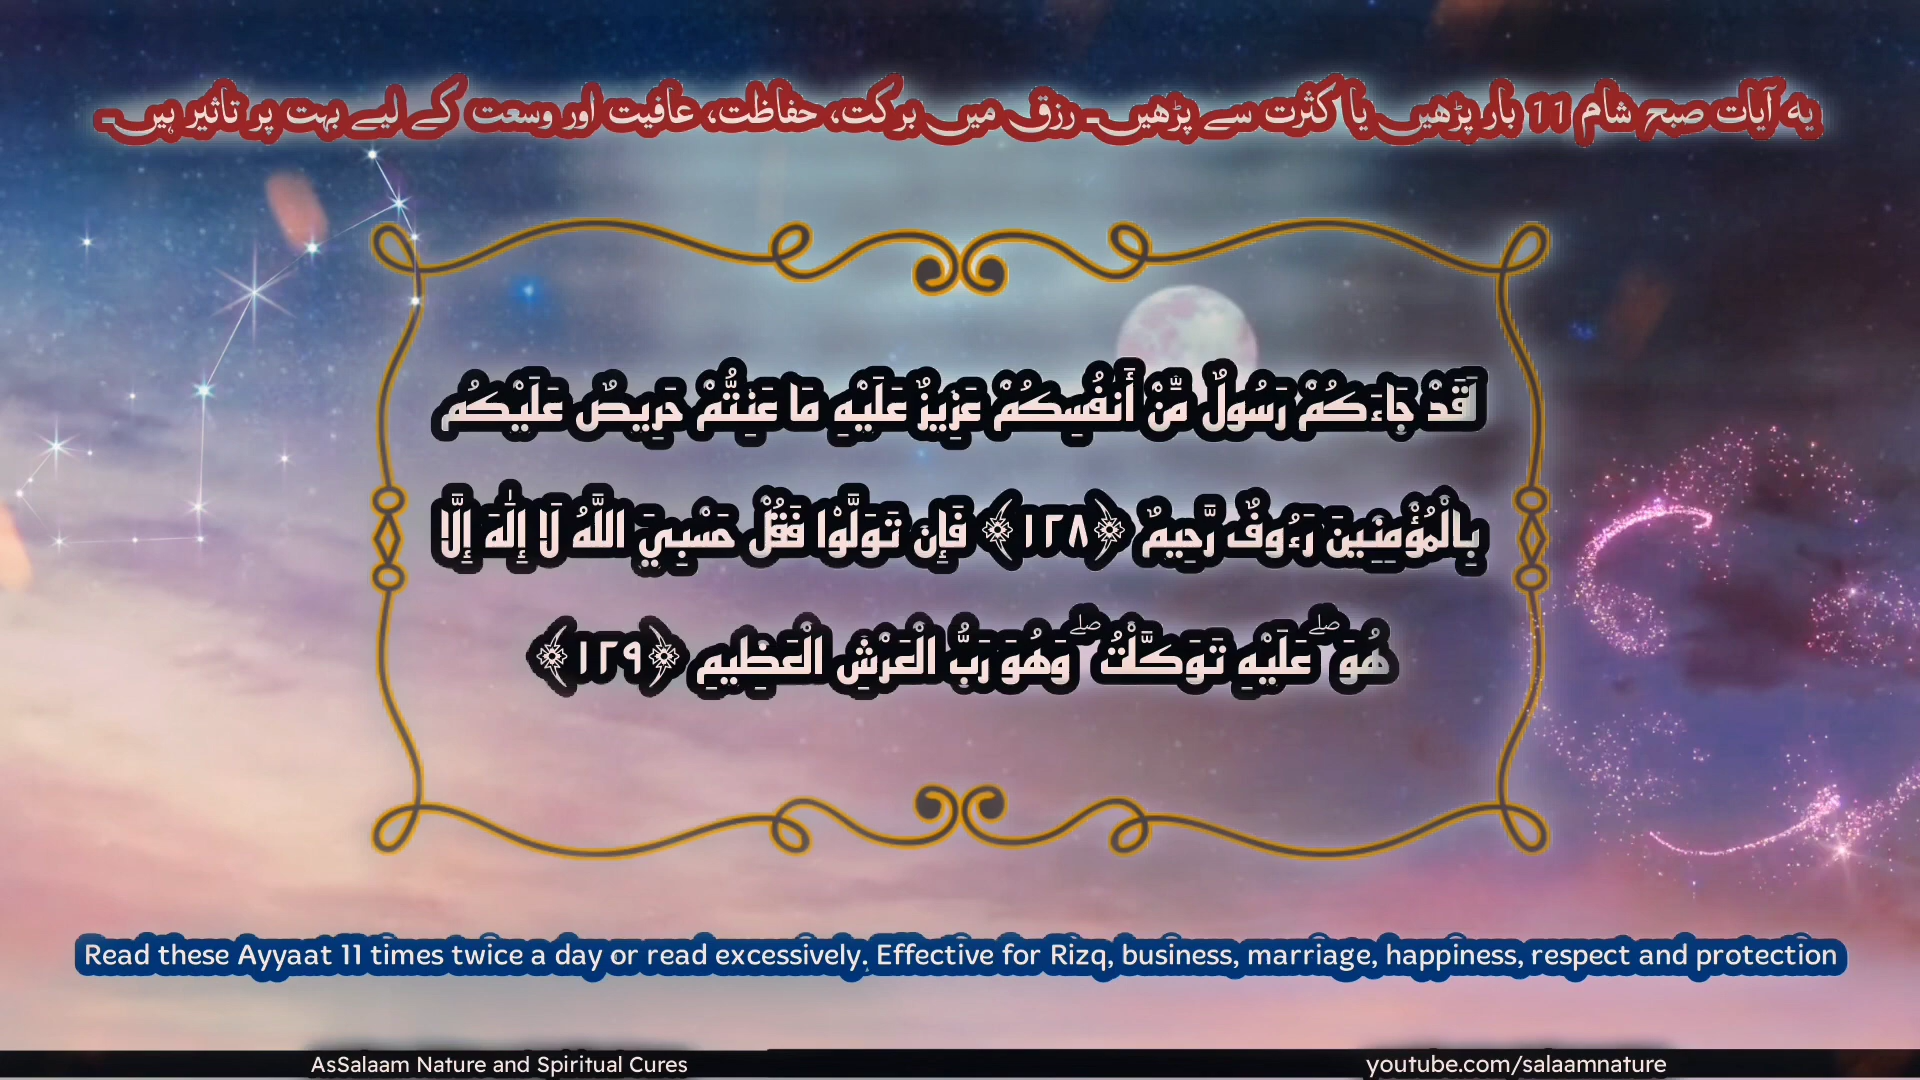 یہ آیات صبح شام 11 بار پڑھیں یا کثرت سے پڑھیں۔ رزق میں برکت، حفاظت، عافیت اور وسعت کے لیے بہت پر تاثیر ہیں۔
لَقَدْ جَاءَكُمْ رَسُولٌ مِّنْ أَنفُسِكُمْ عَزِيزٌ عَلَيْهِ مَا عَنِتُّمْ حَرِيصٌ عَلَيْكُم
بِالْمُؤْمِنِينَ رَءُوفٌ رَّحِيمٌ ﴿١٢٨﴾ فَإِن تَوَلَّوْا فَقُلْ حَسْبِيَ اللَّهُ لَا إِلَٰهَ إِلَّا
هُوَ ۖ عَلَيْهِ تَوَكَّلْتُ ۖ وَهُوَ رَبُّ الْعَرْشِ الْعَظِيمِ ﴿١٢٩﴾
Read these Ayyaat 11 times twice a day or read excessively. Effective for Rizq, business, marriage, happiness, respect and protection
AsSalaam Nature and Spiritual Cures
youtube.com/salaamnature